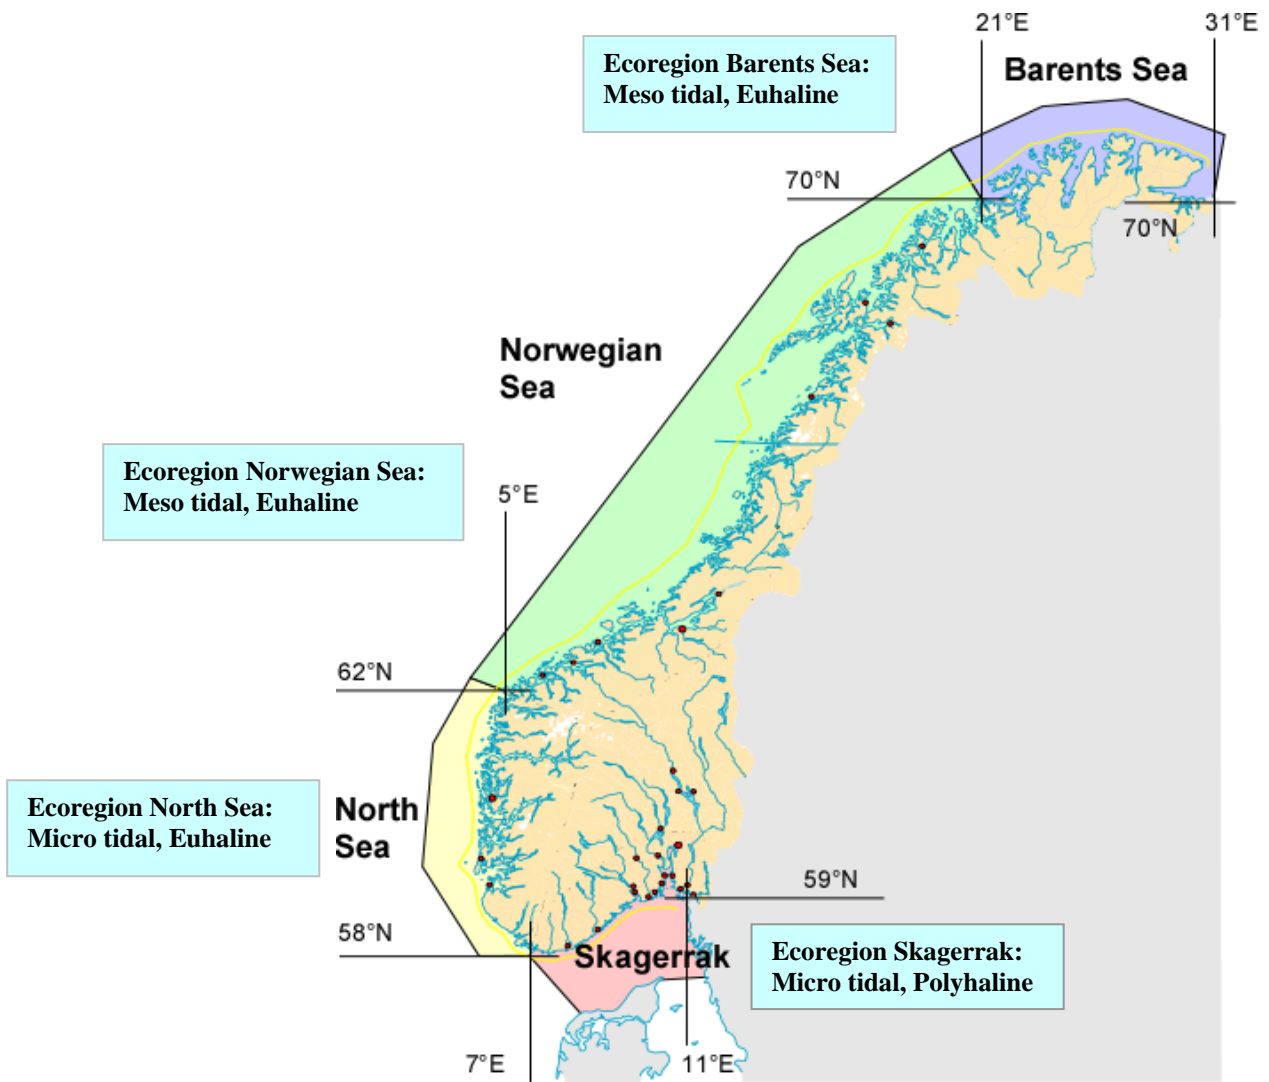 21°E
31°E
Ecoregion Barents Sea:
Meso tidal, Euhaline
Barents Sea
70°N
70°N
Norwegian
Sea
Ecoregion Norwegian Sea:
Meso tidal, Euhaline
5°E
62°N
Ecoregion North Sea:
Micro tidal, Euhaline
North
Sea
59°N
58°N
Skagerrak
Ecoregion Skagerrak:
Micro tidal, Polyhaline
7°E
11°E